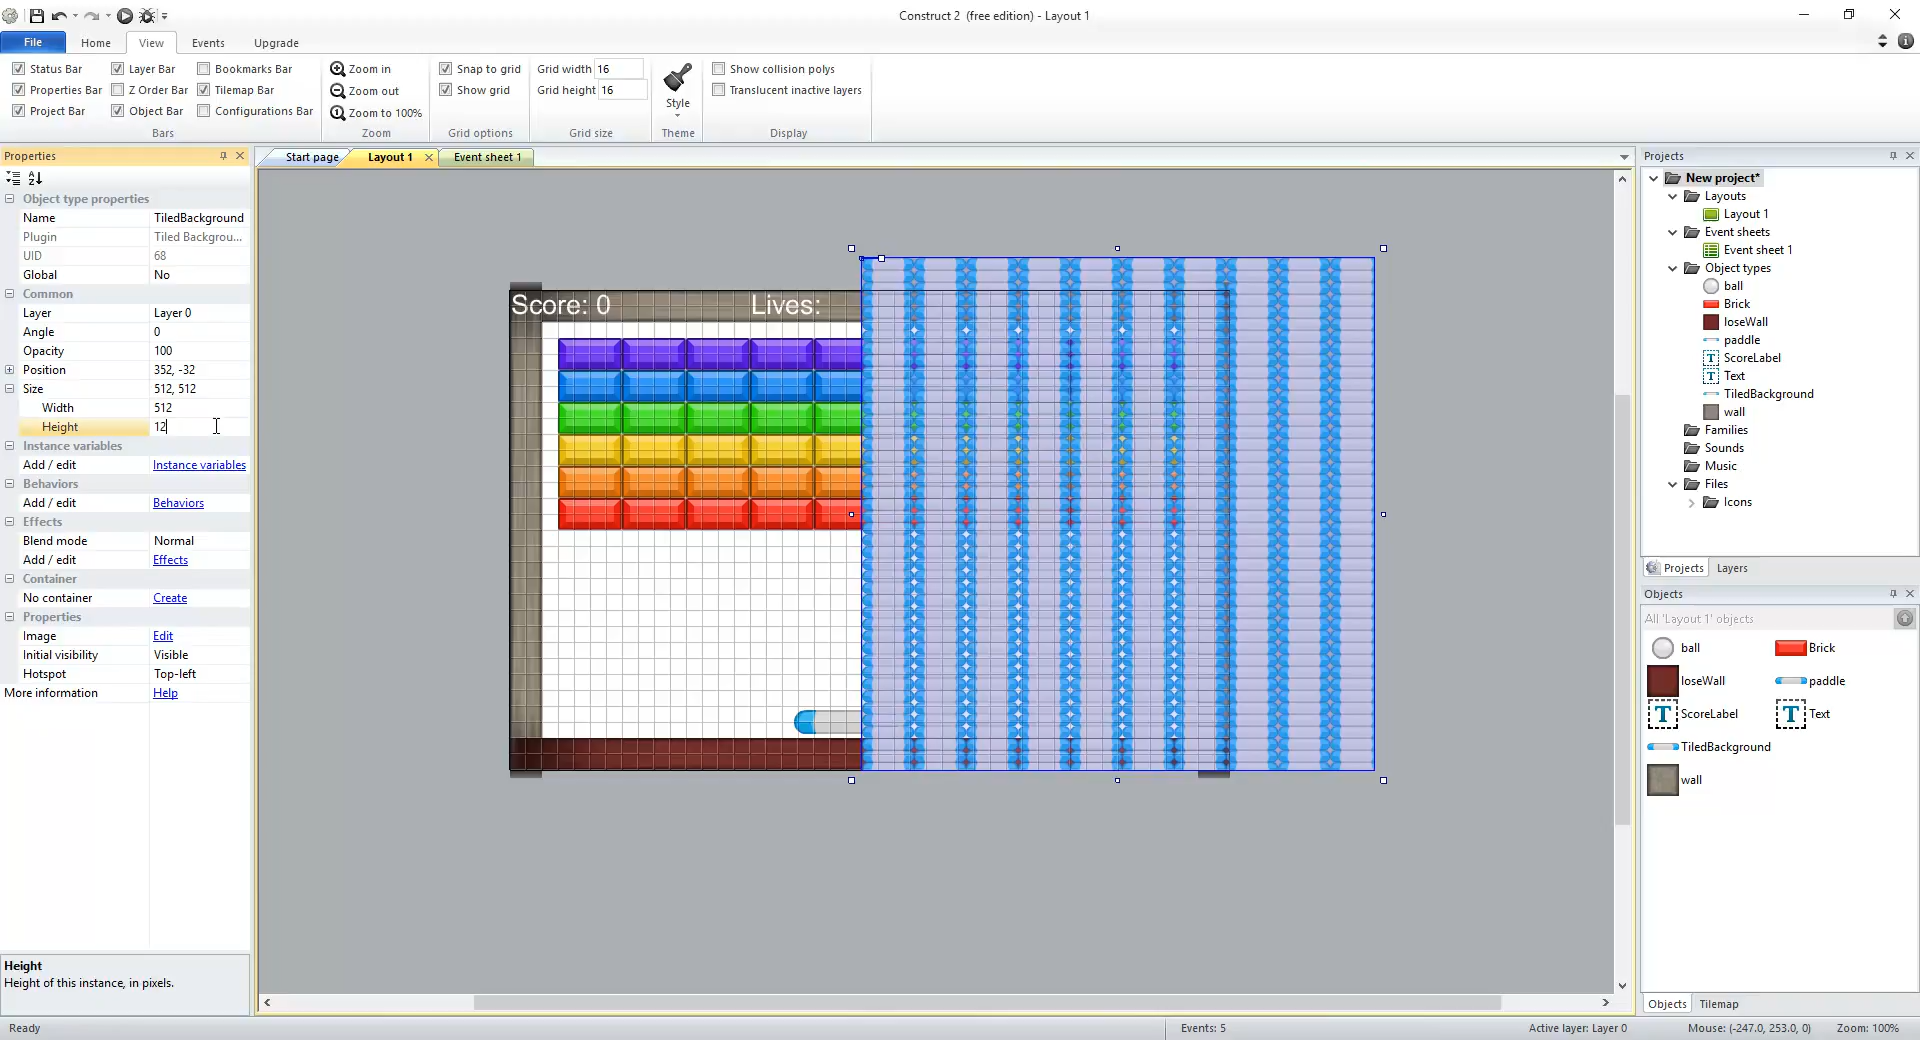 Construct 2 (free edition) - Layout 1
File Home View Events Upgrade
Status Bar Layer Bar Bookmarks Bar Zoom in Snap to grid Grid width 16 Show collision polys
Properties Bar Z Order Bar Tilemap Bar Zoom out Show grid Grid height 16 Translucent inactive layers
Project Bar Object Bar Configurations Bar Zoom to 100% Style
Bars Zoom Grid options Grid size Theme Display
Properties
Start page Layout 1 Event sheet 1
Object type properties
Name TiledBackground
Plugin Tiled Backgrou...
UID 68
Global No
Common
Layer Layer 0
Angle 0
Opacity 100
Position 352, -32
Size 512, 512
Width 512
Height 12
Instance variables
Add / edit Instance variables
Behaviors
Add / edit Behaviors
Effects
Blend mode Normal
Add / edit Effects
Container
No container Create
Properties
Image Edit
Initial visibility Visible
Hotspot Top-left
More information Help
Height
Height of this instance, in pixels.
Score: 0 Lives:
Projects
New project*
Layouts
Layout 1
Event sheets
Event sheet 1
Object types
ball
Brick
loseWall
paddle
ScoreLabel
Text
TiledBackground
wall
Families
Sounds
Music
Files
Icons
Projects Layers
Objects
All 'Layout 1' objects
ball Brick
loseWall paddle
T ScoreLabel T Text
TiledBackground
wall
Objects Tilemap
Ready Events: 5 Active layer: Layer 0 Mouse: (-247.0, 253.0, 0) Zoom: 100%